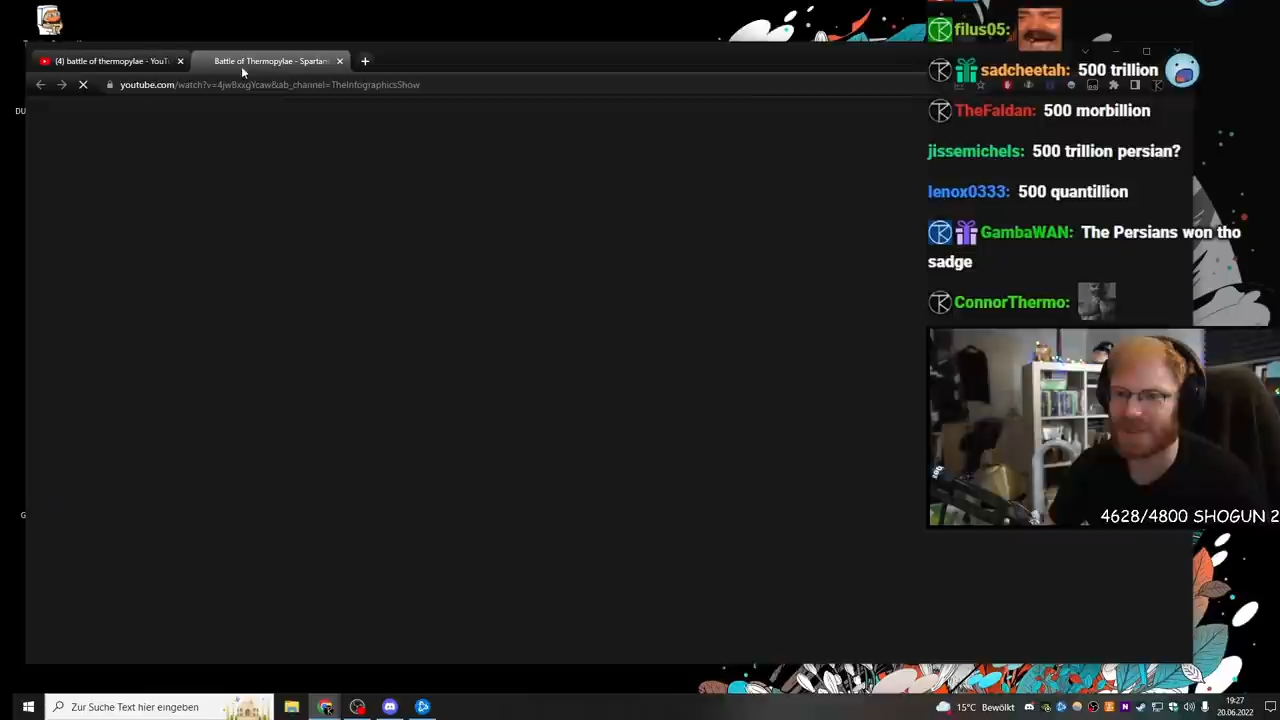 filus05:
(4) battle of thermopylae - YouTu
Battle of Thermopylae - Spartans
sadcheetah: 500 trillion
youtube.com/watch?v=4jw8xxgYcaw&ab_channel=TheInfographicsShow
TheFaldan: 500 morbillion
jissemichels: 500 trillion persian?
lenox0333: 500 quantillion
GambaWAN: The Persians won tho
sadge
ConnorThermo:
DU
G
4628/4800 SHOGUN 2
Zur Suche Text hier eingeben
15°C Bewölkt
19:27
20.06.2022